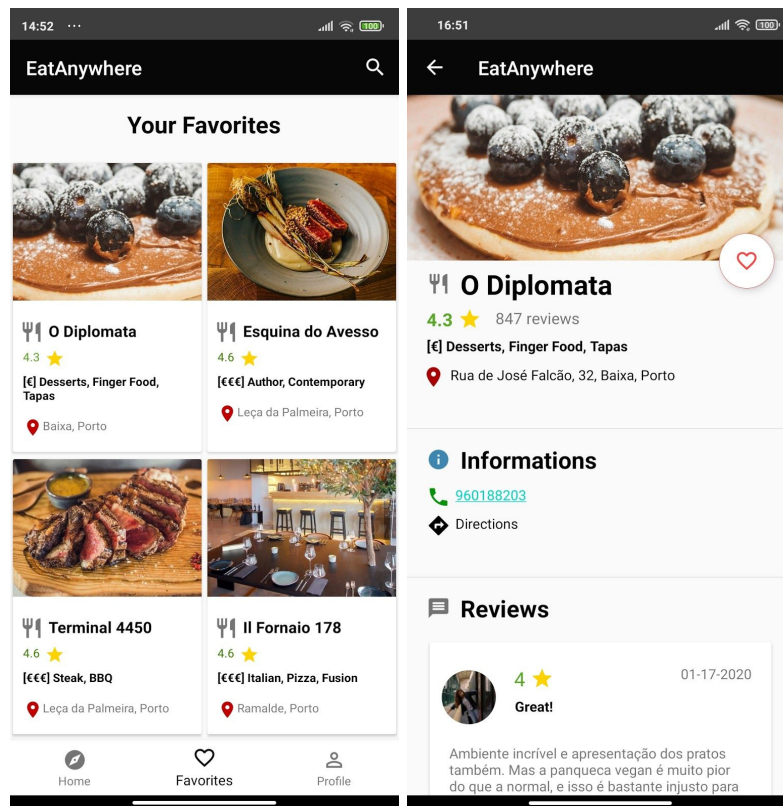 14:52 ...
100
EatAnywhere
Your Favorites
O Diplomata
4.3
[€] Desserts, Finger Food,
Tapas
Baixa, Porto
Esquina do Avesso
4.6
[€€€] Author, Contemporary
Leça da Palmeira, Porto
Terminal 4450
4.6
[€€€] Steak, BBQ
Leça da Palmeira, Porto
Il Fornaio 178
4.6
[€€€] Italian, Pizza, Fusion
Ramalde, Porto
Home
Favorites
Profile
16:51
100
EatAnywhere
O Diplomata
4.3 847 reviews
[€] Desserts, Finger Food, Tapas
Rua de José Falcão, 32, Baixa, Porto
Informations
960188203
Directions
Reviews
4 01-17-2020
Great!
Ambiente incrível e apresentação dos pratos
também. Mas a panqueca vegan é muito pior
do que a normal, e isso é bastante injusto para